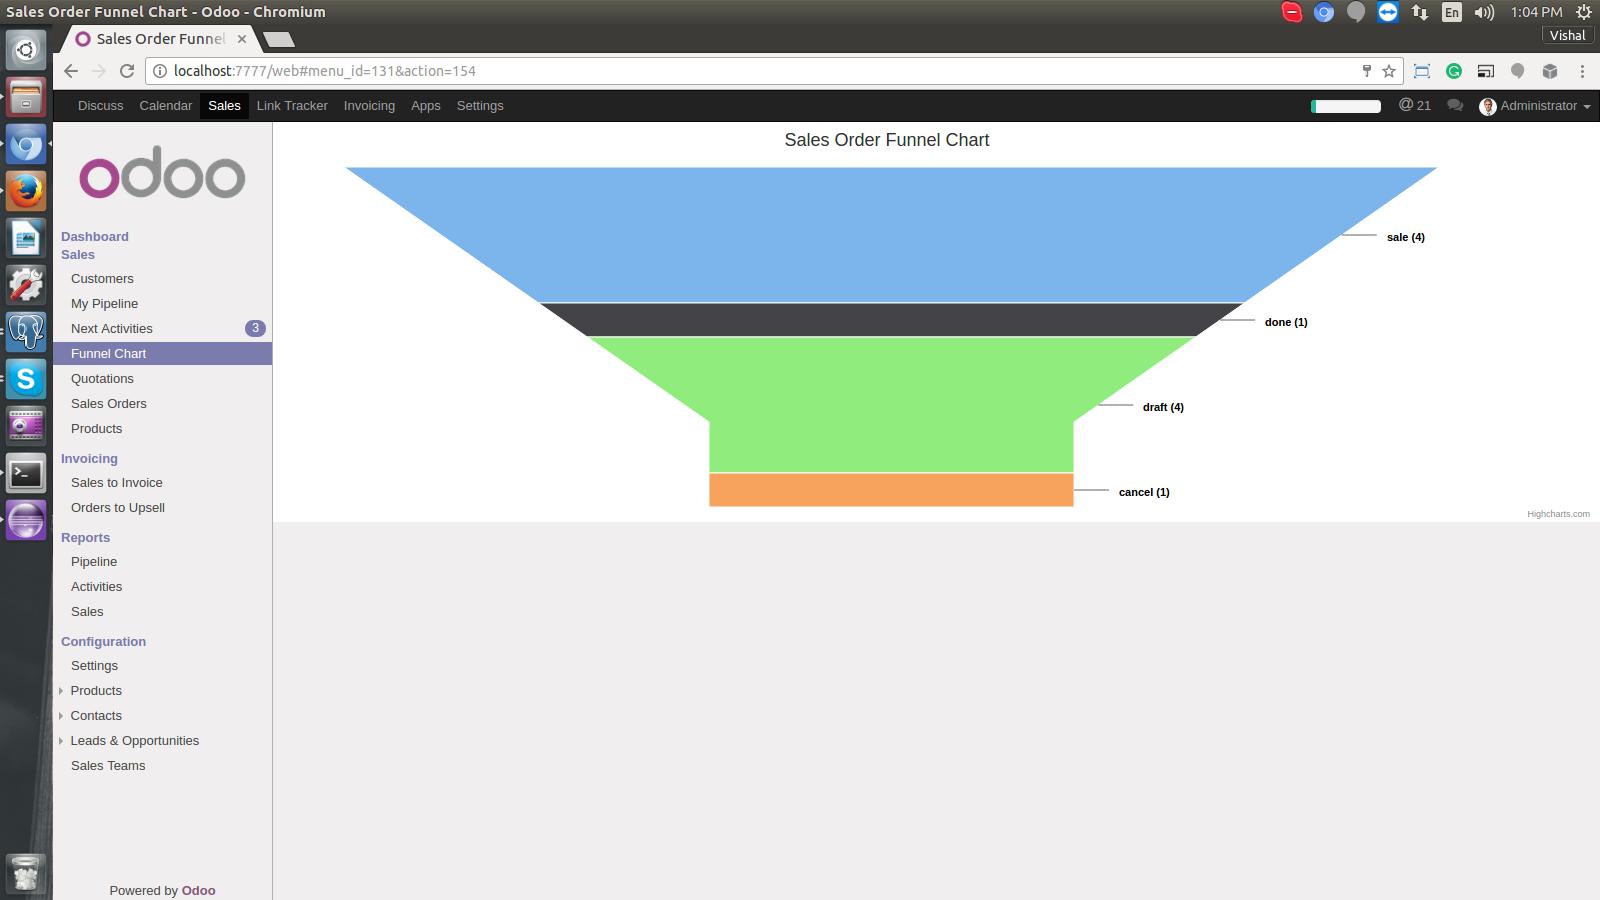 Sales Order Funnel Chart - Odoo - Chromium
En
1:04 PM
Sales Order Funnel
Vishal
localhost:7777/web#menu_id=131&action=154
Discuss Calendar Sales Link Tracker Invoicing Apps Settings
@ 21
Administrator
odoo
Dashboard
Sales
Customers
My Pipeline
Next Activities 3
Funnel Chart
Quotations
Sales Orders
Products
Invoicing
Sales to Invoice
Orders to Upsell
Reports
Pipeline
Activities
Sales
Configuration
Settings
Products
Contacts
Leads & Opportunities
Sales Teams
Powered by Odoo
Sales Order Funnel Chart
sale (4)
done (1)
draft (4)
cancel (1)
Highcharts.com